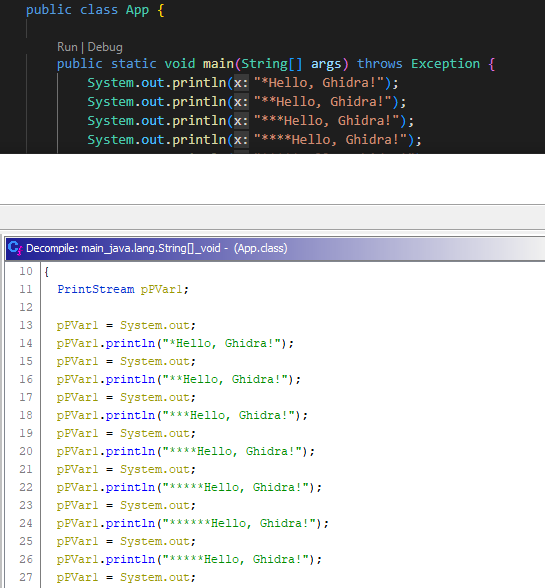 public class App {
Run | Debug
public static void main(String[] args) throws Exception {
System.out.println(x: "*Hello, Ghidra!");
System.out.println(x: "**Hello, Ghidra!");
System.out.println(x: "***Hello, Ghidra!");
System.out.println(x: "****Hello, Ghidra!");
Decompile: main_java.lang.String[]_void - (App.class)
10 {
11 PrintStream pPVar1;
12
13 pPVar1 = System.out;
14 pPVar1.println("*Hello, Ghidra!");
15 pPVar1 = System.out;
16 pPVar1.println("**Hello, Ghidra!");
17 pPVar1 = System.out;
18 pPVar1.println("***Hello, Ghidra!");
19 pPVar1 = System.out;
20 pPVar1.println("****Hello, Ghidra!");
21 pPVar1 = System.out;
22 pPVar1.println("*****Hello, Ghidra!");
23 pPVar1 = System.out;
24 pPVar1.println("******Hello, Ghidra!");
25 pPVar1 = System.out;
26 pPVar1.println("*****Hello, Ghidra!");
27 pPVar1 = System.out;